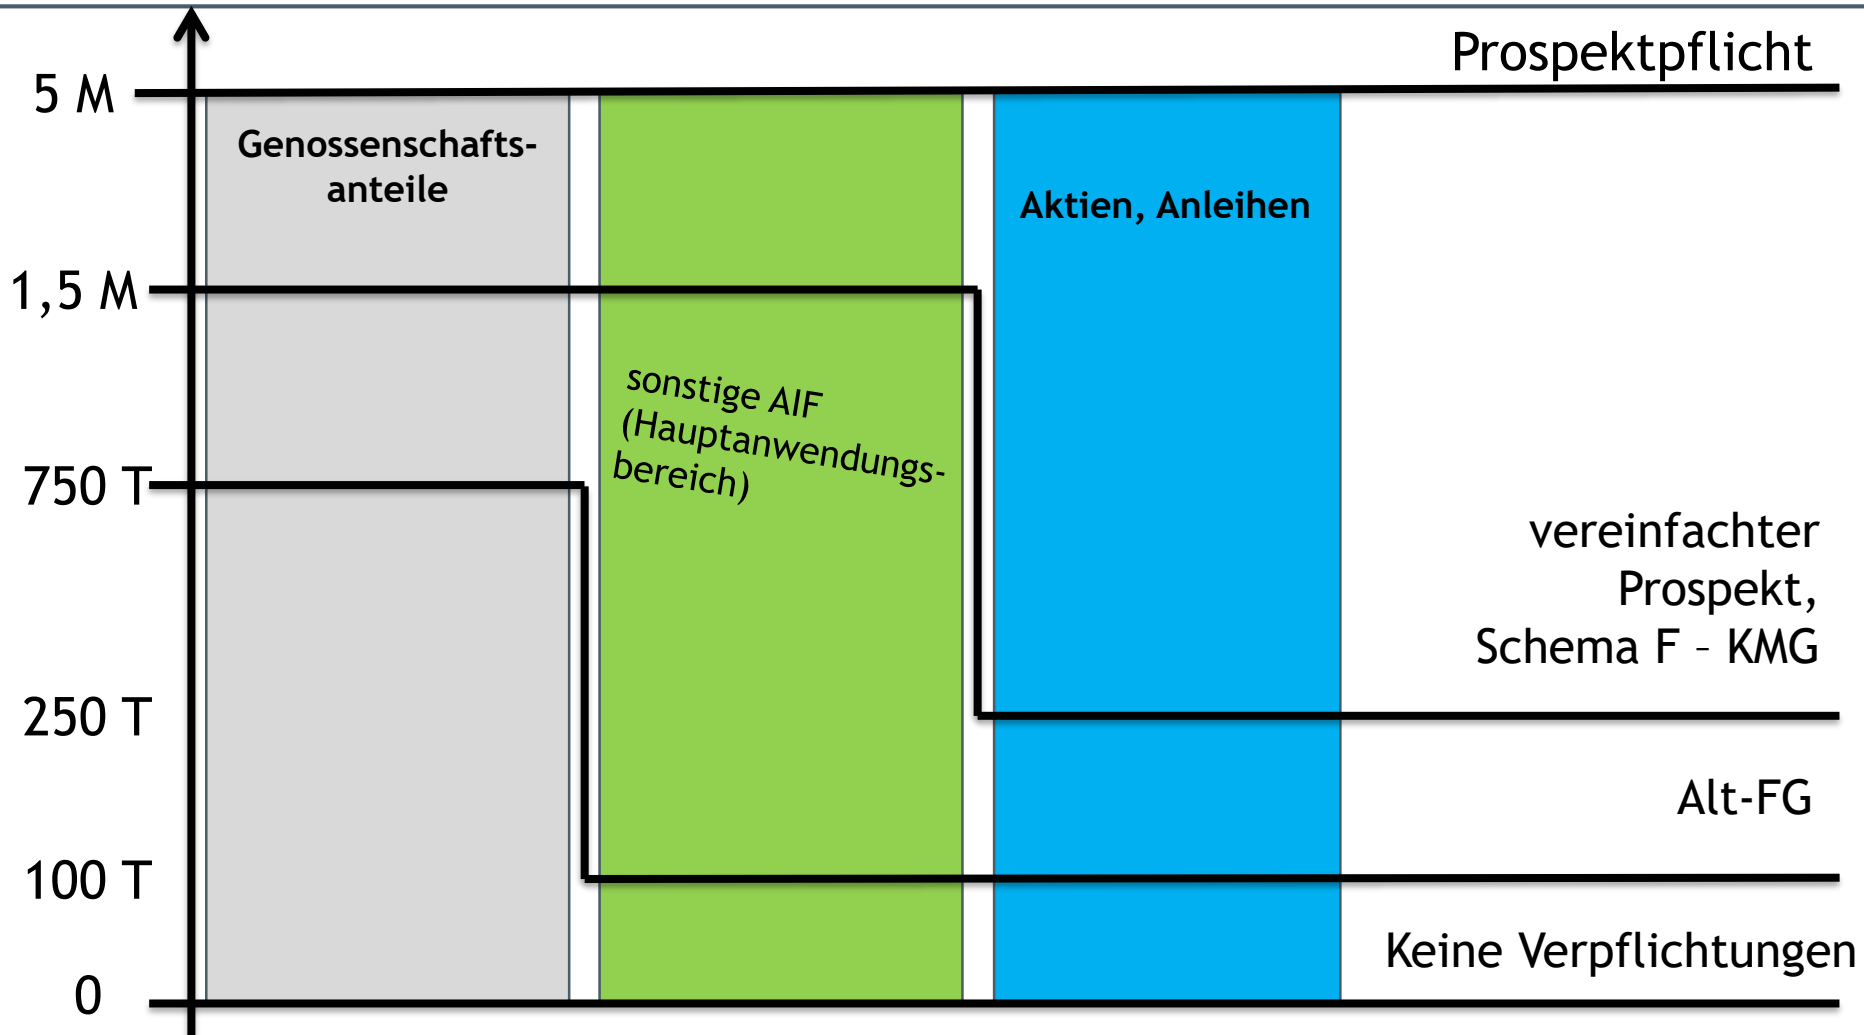 Prospektpflicht
5 M
Genossenschafts-
anteile
Aktien, Anleihen
1,5 M
sonstige AIF
(Hauptanwendungs-
bereich)
750 T
vereinfachter
Prospekt,
Schema F – KMG
250 T
Alt-FG
100 T
Keine Verpflichtungen
0